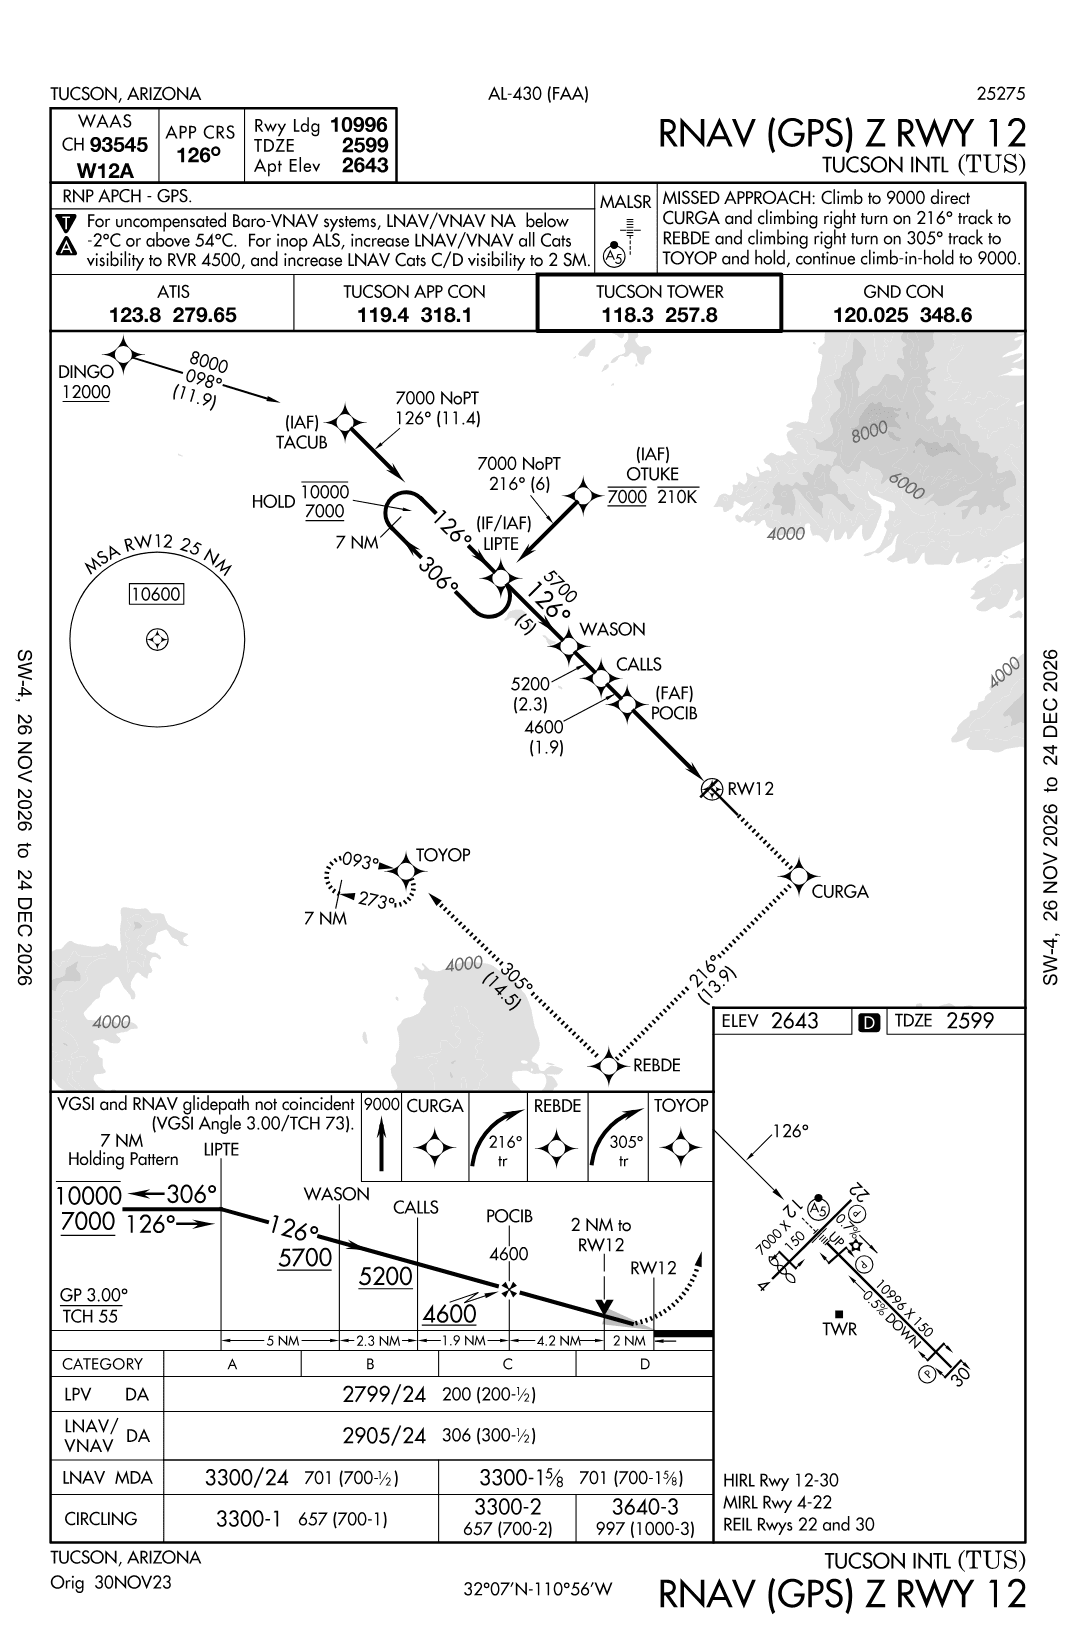 TUCSON, ARIZONA
AL-430 (FAA)
25275
WAAS
CH 93545
W12A
APP CRS
126°
Rwy Ldg 10996
TDZE 2599
Apt Elev 2643
RNAV (GPS) Z RWY 12
TUCSON INTL (TUS)
RNP APCH - GPS.
T
A
For uncompensated Baro-VNAV systems, LNAV/VNAV NA below
-2°C or above 54°C. For inop ALS, increase LNAV/VNAV all Cats
visibility to RVR 4500, and increase LNAV Cats C/D visibility to 2 SM.
MALSR
A5
MISSED APPROACH: Climb to 9000 direct
CURGA and climbing right turn on 216° track to
REBDE and climbing right turn on 305° track to
TOYOP and hold, continue climb-in-hold to 9000.
ATIS
123.8 279.65
TUCSON APP CON
119.4 318.1
TUCSON TOWER
118.3 257.8
GND CON
120.025 348.6
DINGO
12000
8000
098°
(11.9)
(IAF)
TACUB
7000 NoPT
126° (11.4)
(IAF)
OTUKE
7000 210K
7000 NoPT
216° (6)
HOLD
10000
7000
7 NM
126°
306°
(IF/IAF)
LIPTE
5700
126°
(5)
WASON
CALLS
5200
(2.3)
(FAF)
POCIB
4600
(1.9)
RW12
CURGA
MSA RW12 25 NM
10600
8000
6000
4000
4000
TOYOP
093°
273°
7 NM
305°
(14.5)
216°
(13.9)
REBDE
4000
4000
SW-4, 26 NOV 2026 to 24 DEC 2026
SW-4, 26 NOV 2026 to 24 DEC 2026
ELEV 2643
D
TDZE 2599
126°
12
A5
22
P
0.7%
UP
7000 X 150
4
P
10996 X 150
0.5% DOWN
TWR
P
30
HIRL Rwy 12-30
MIRL Rwy 4-22
REIL Rwys 22 and 30
VGSI and RNAV glidepath not coincident
(VGSI Angle 3.00/TCH 73).
9000
CURGA
216°
tr
REBDE
305°
tr
TOYOP
7 NM
Holding Pattern
LIPTE
10000
7000
306°
126°
126°
WASON
CALLS
POCIB
4600
2 NM to
RW12
RW12
5700
5200
4600
GP 3.00°
TCH 55
5 NM
2.3 NM
1.9 NM
4.2 NM
2 NM
CATEGORY A B C D
LPV DA 2799/24 200 (200-½)
LNAV/
VNAV DA 2905/24 306 (300-½)
LNAV MDA 3300/24 701 (700-½) 3300-1⅝ 701 (700-1⅝)
CIRCLING 3300-1 657 (700-1)
3300-2
657 (700-2)
3640-3
997 (1000-3)
TUCSON, ARIZONA
Orig 30NOV23
32°07'N-110°56'W
TUCSON INTL (TUS)
RNAV (GPS) Z RWY 12